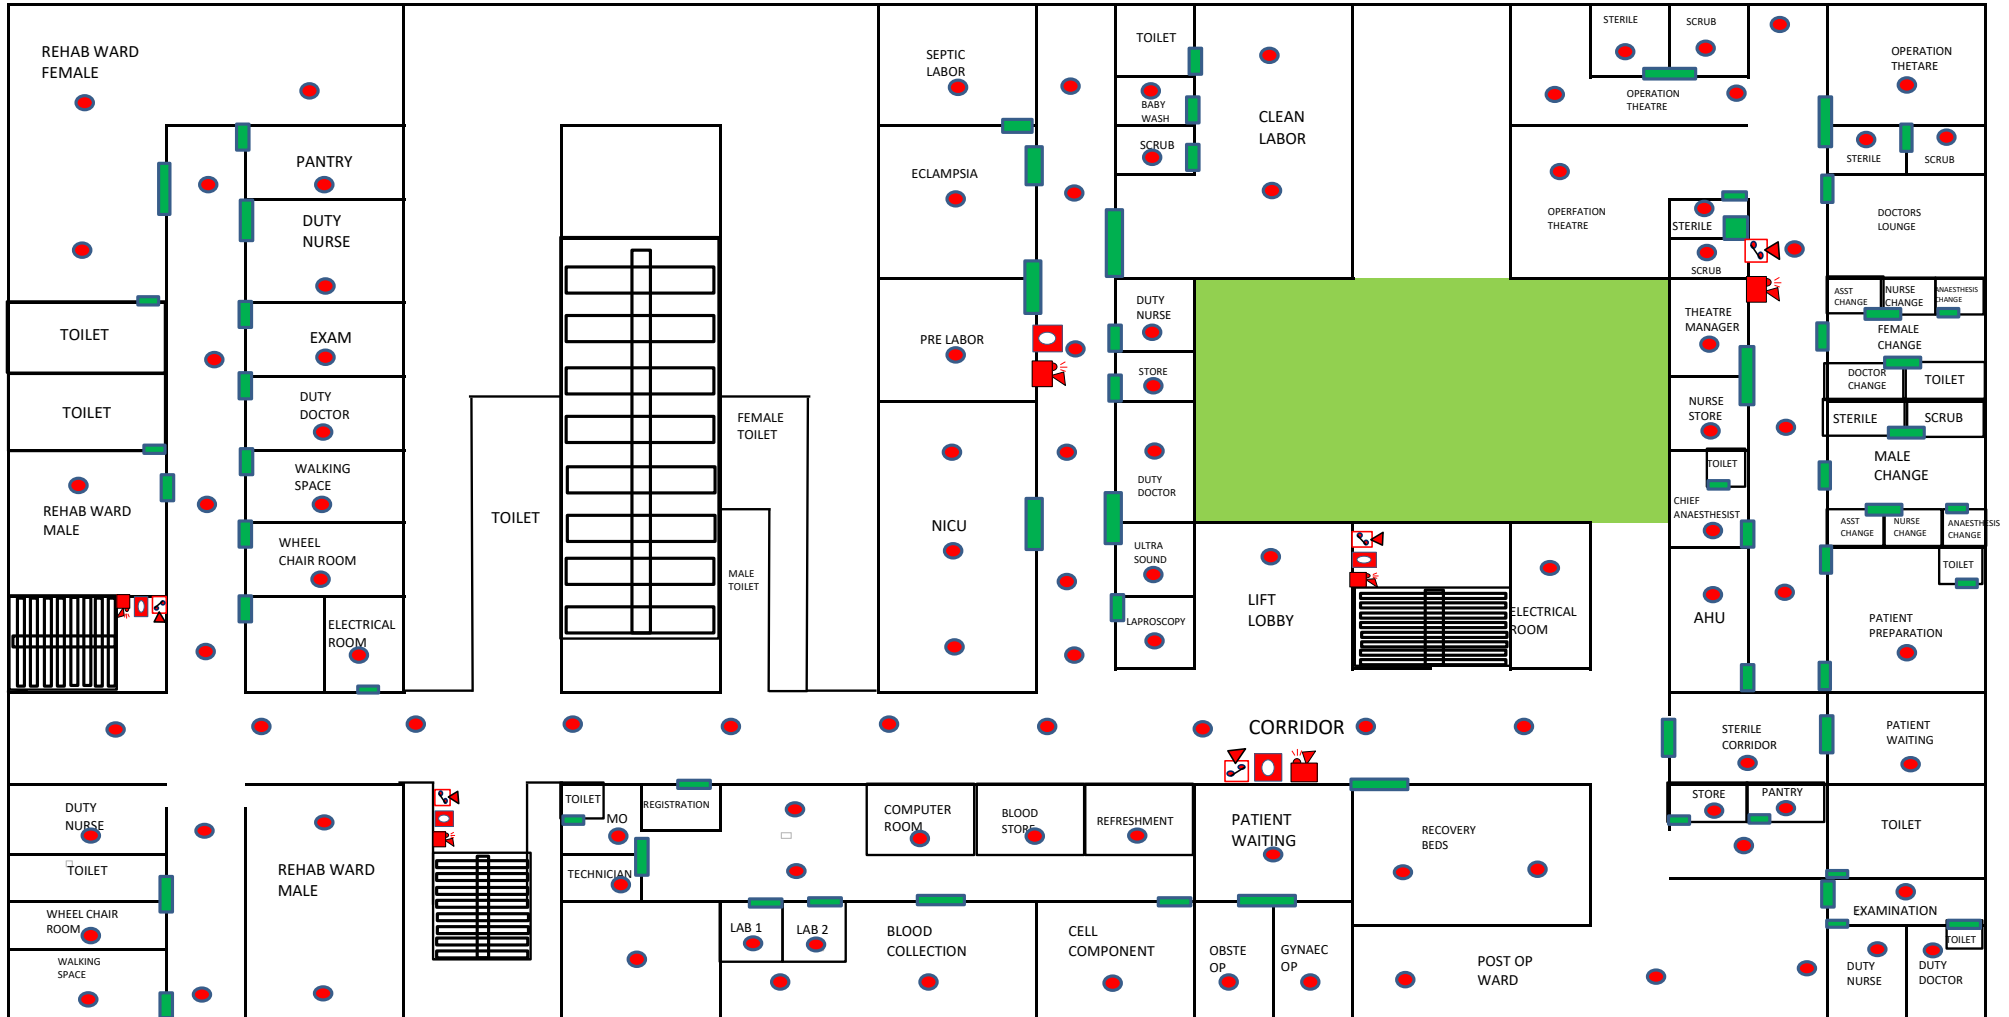 REHAB WARD
FEMALE
SEPTIC
LABOR
TOILET
STERILE
SCRUB
OPERATION
THETARE
BABY
WASH
CLEAN
LABOR
OPERATION
THEATRE
SCRUB
STERILE
SCRUB
PANTRY
ECLAMPSIA
DUTY
NURSE
OPERFATION
THEATRE
STERILE
SCRUB
DOCTORS
LOUNGE
TOILET
EXAM
PRE LABOR
DUTY
NURSE
STORE
THEATRE
MANAGER
ASST
CHANGE
NURSE
CHANGE
ANAESTHESIS
CHANGE
FEMALE
CHANGE
DOCTOR
CHANGE
TOILET
TOILET
DUTY
DOCTOR
FEMALE
TOILET
NURSE
STORE
STERILE
SCRUB
WALKING
SPACE
DUTY
DOCTOR
TOILET
MALE
CHANGE
REHAB WARD
MALE
TOILET
NICU
CHIEF
ANAESTHESIST
ASST
CHANGE
NURSE
CHANGE
ANAESTHESIS
CHANGE
WHEEL
CHAIR ROOM
MALE
TOILET
ULTRA
SOUND
TOILET
ELECTRICAL
ROOM
LAPROSCOPY
LIFT
LOBBY
ELECTRICAL
ROOM
AHU
PATIENT
PREPARATION
CORRIDOR
STERILE
CORRIDOR
PATIENT
WAITING
DUTY
NURSE
TOILET
MO
REGISTRATION
COMPUTER
ROOM
BLOOD
STORE
REFRESHMENT
PATIENT
WAITING
RECOVERY
BEDS
STORE
PANTRY
TOILET
TOILET
REHAB WARD
MALE
TECHNICIAN
WHEEL CHAIR
ROOM
LAB 1
LAB 2
BLOOD
COLLECTION
CELL
COMPONENT
OBSTE
OP
GYNAEC
OP
POST OP
WARD
EXAMINATION
TOILET
WALKING
SPACE
DUTY
NURSE
DUTY
DOCTOR